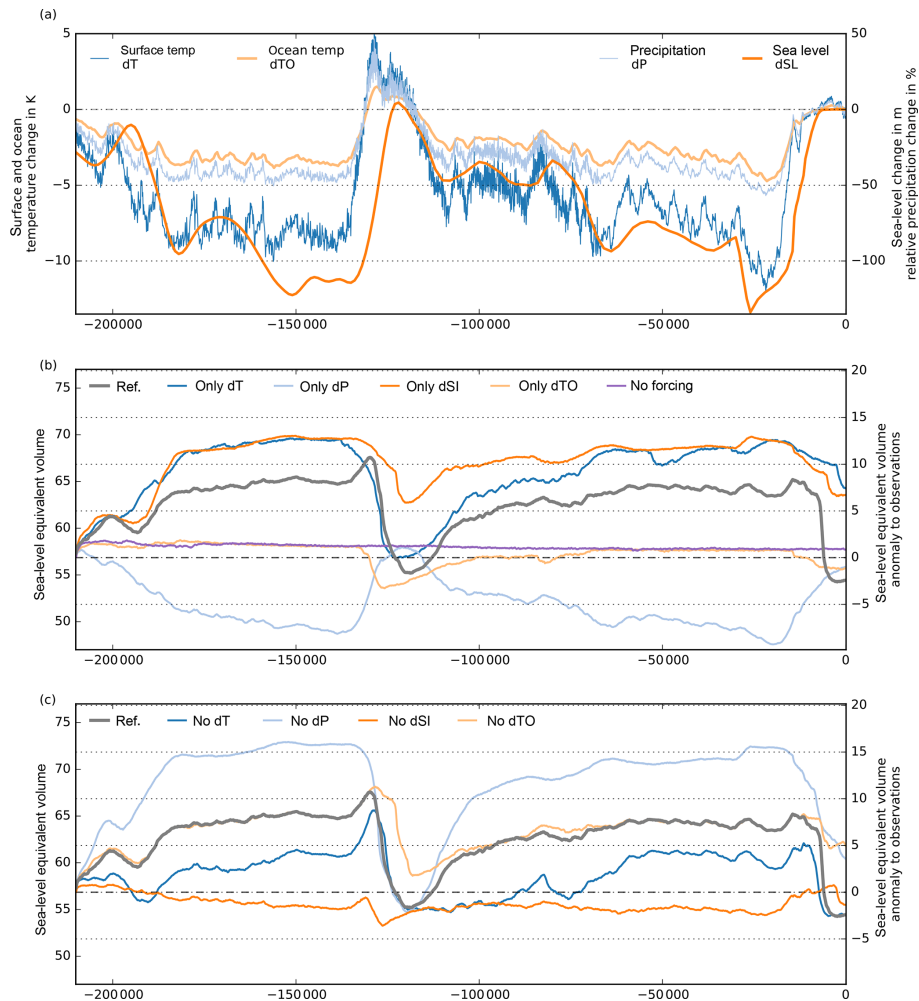 (a)
5
0
−5
−10
50
0
−50
−100
Surface temp
dT
Ocean temp
dTO
Precipitation
dP
Sea level
dSL
Surface and ocean
temperature change in K
Sea-level change in m
relative precipitation change in %
−200000
−150000
−100000
−50000
0
(b)
75
70
65
60
55
50
20
15
10
5
0
−5
Ref.
Only dT
Only dP
Only dSl
Only dTO
No forcing
Sea-level equivalent volume
Sea-level equivalent volume
anomaly to observations
−200000
−150000
−100000
−50000
0
(c)
75
70
65
60
55
50
20
15
10
5
0
−5
Ref.
No dT
No dP
No dSl
No dTO
Sea-level equivalent volume
Sea-level equivalent volume
anomaly to observations
−200000
−150000
−100000
−50000
0